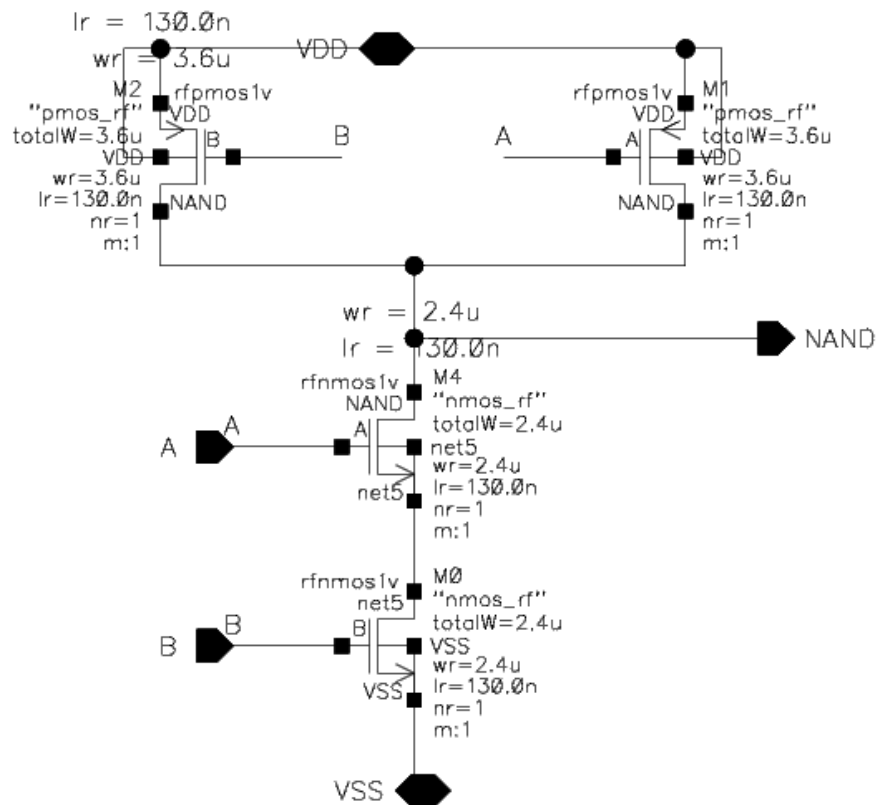 lr = 130.0n
wr = 3.6u
VDD
M2
rfpmos1v
"pmos_rf"
VDD
totalW=3.6u
B
VDD
wr=3.6u
NAND
lr=130.0n
nr=1
m:1
B
A
rfpmos1v
M1
VDD
"pmos_rf"
totalW=3.6u
A
VDD
wr=3.6u
NAND
lr=130.0n
nr=1
m:1
wr = 2.4u
lr = 130.0n
NAND
rfnmos1v
M4
NAND
"nmos_rf"
totalW=2.4u
A
A
A
net5
wr=2.4u
net5
lr=130.0n
nr=1
m:1
rfnmos1v
M0
net5
"nmos_rf"
totalW=2.4u
B
B
B
VSS
wr=2.4u
VSS
lr=130.0n
nr=1
m:1
VSS